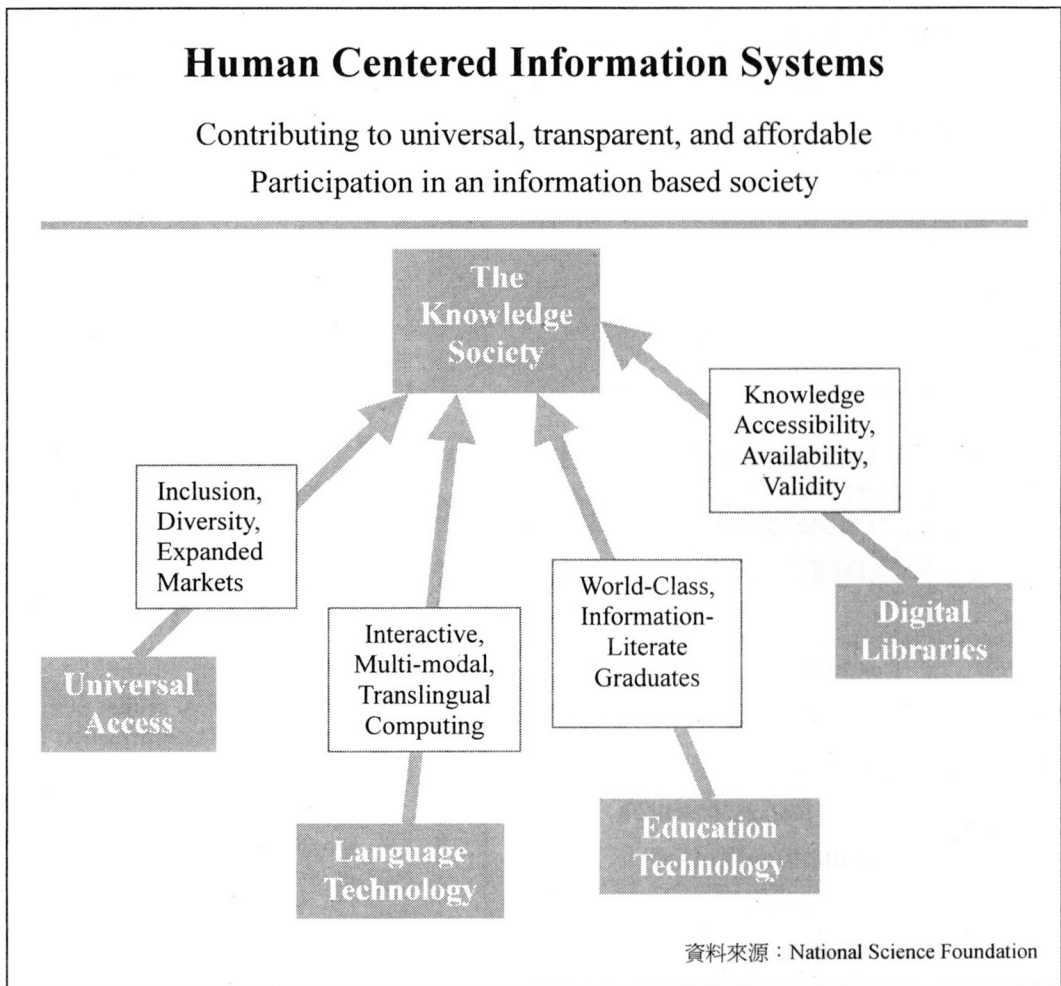 Human Centered Information Systems
Contributing to universal, transparent, and affordable
Participation in an information based society
The
Knowledge
Society
Knowledge
Accessibility,
Availability,
Validity
Inclusion,
Diversity,
Expanded
Markets
World-Class,
Information-
Literate
Graduates
Interactive,
Multi-modal,
Translingual
Computing
Digital
Libraries
Universal
Access
Language
Technology
Education
Technology
資料來源：National Science Foundation